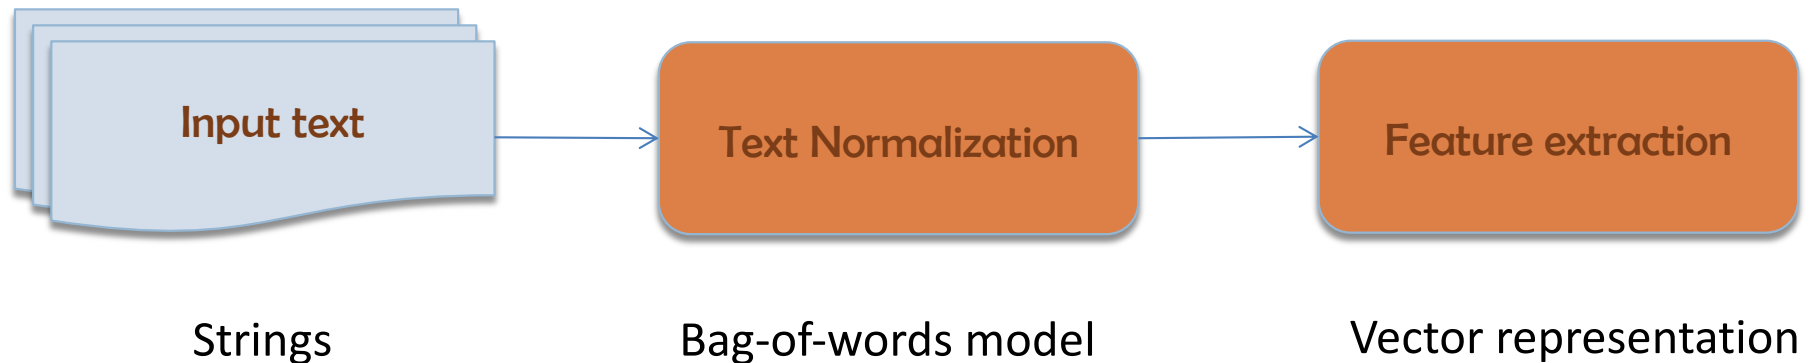 Input text
Text Normalization
Feature extraction
Strings
Bag-of-words model
Vector representation